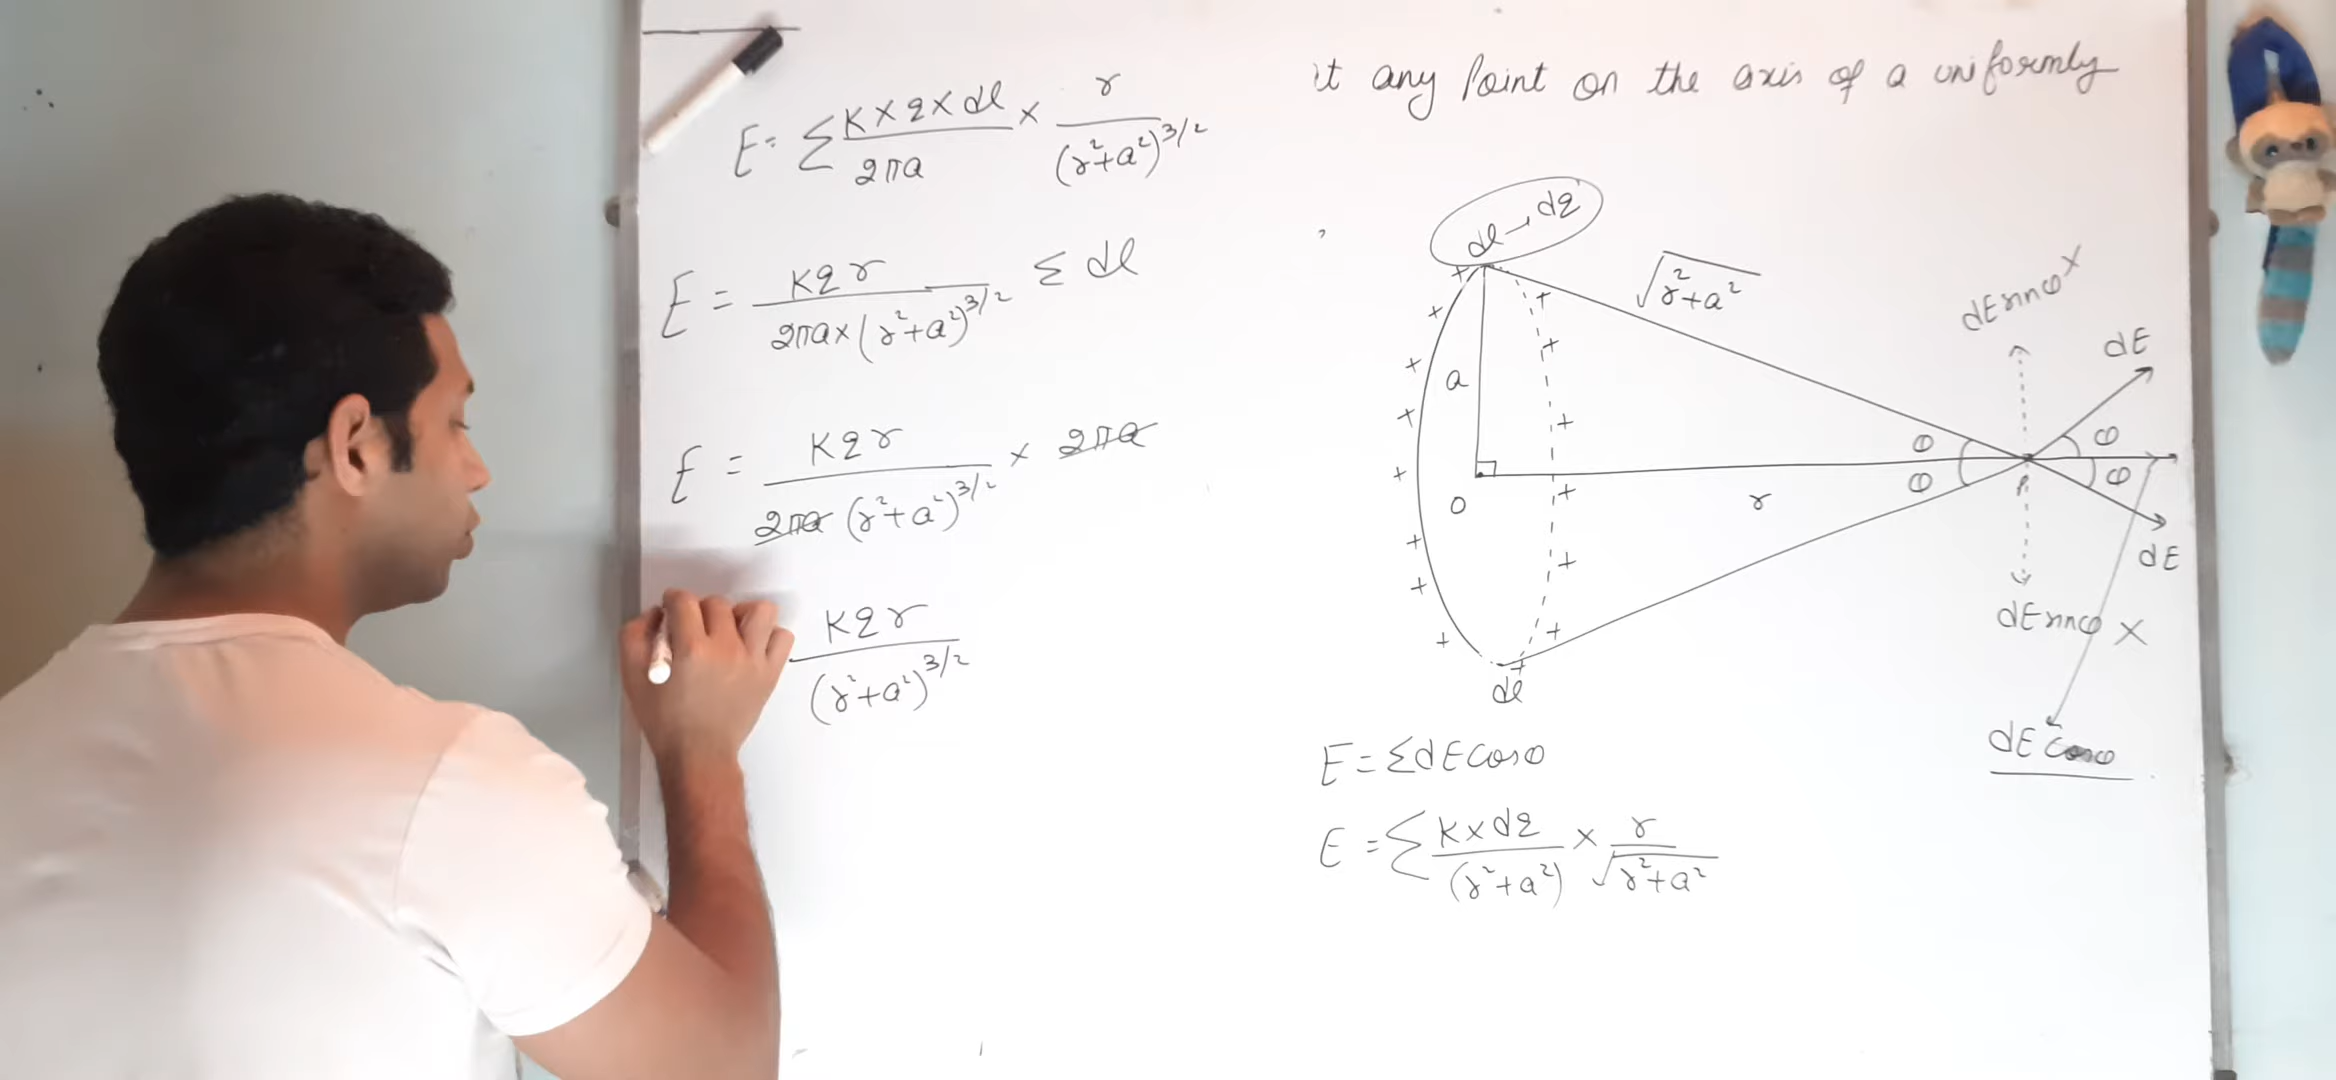 it any Point on the axis of a uniformly
E = Σ K × q × dl / 2πa × r / (r²+a²)^3/2
E = Kqr / 2πa × (r²+a²)^3/2 Σ dl
E = Kqr / 2πa (r²+a²)^3/2 × 2πa
Kqr / (r²+a²)^3/2
dl → dq
√r²+a²
a
O
r
θ
θ
P
dE sinθ X
dE
θ
θ
dE
dE sinθ X
dE cosθ
dl
E = Σ dE cosθ
E = Σ K × dq / (r²+a²) × r / √r²+a²